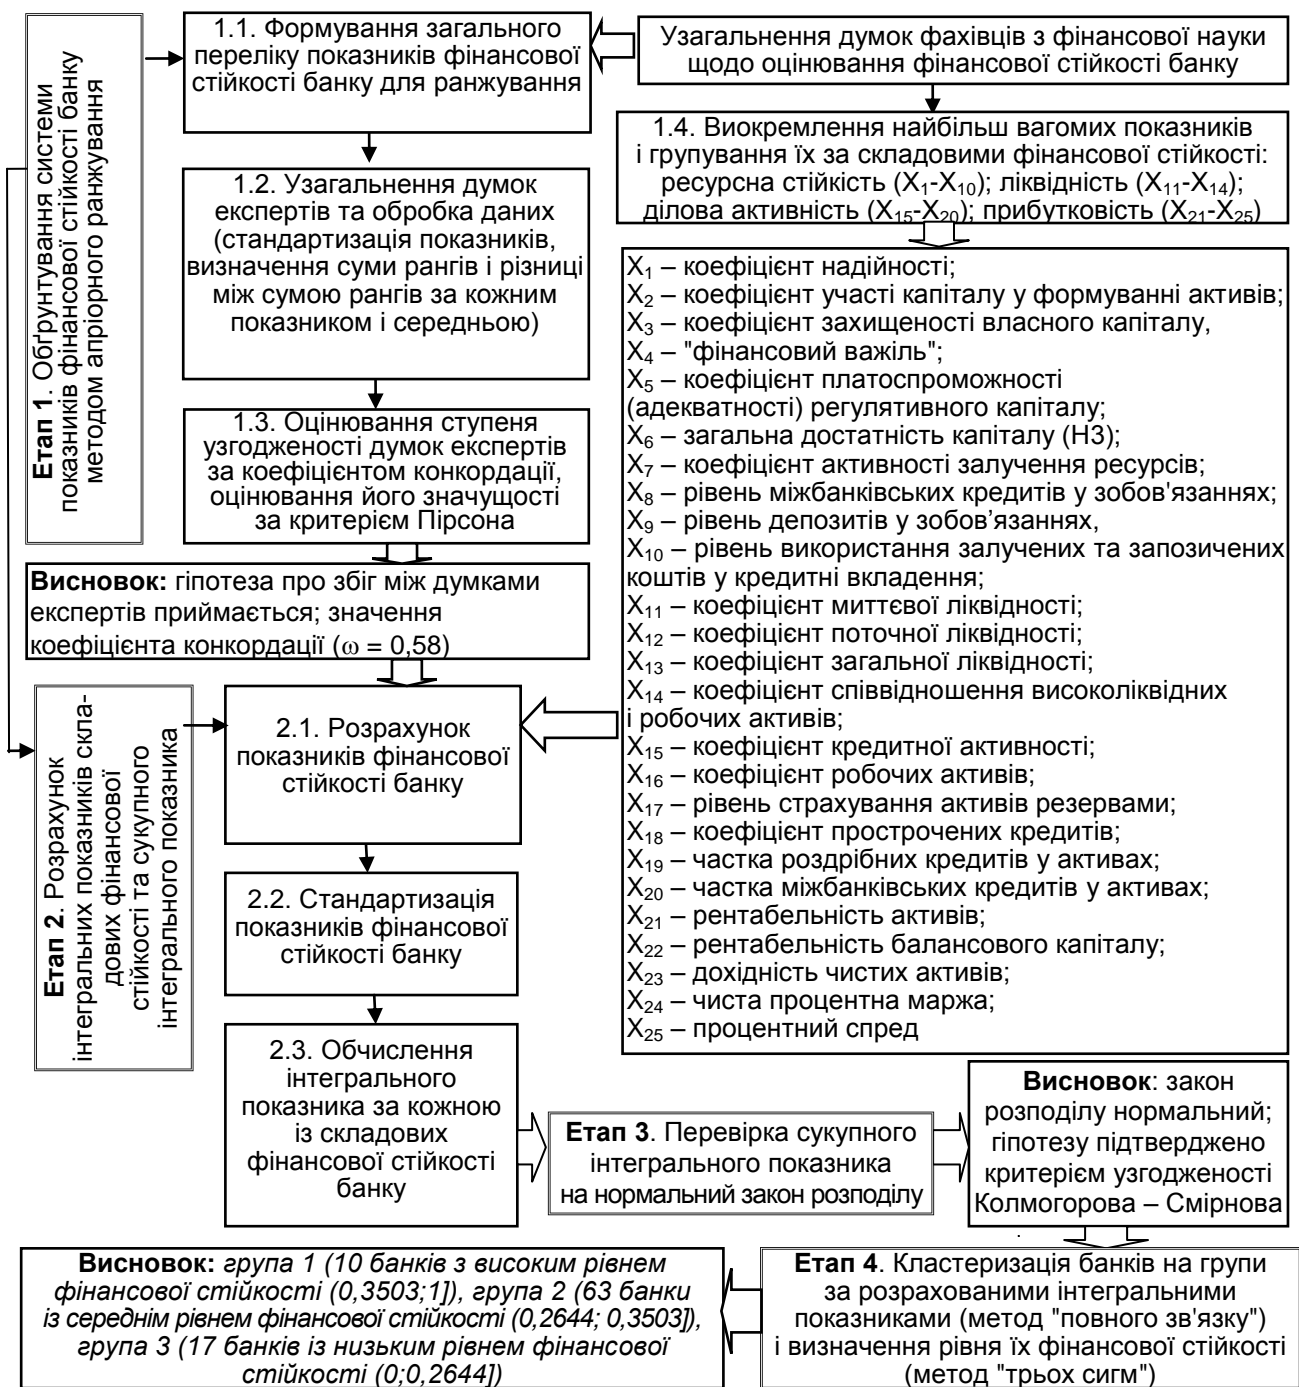 Етап 1. Обґрунтування системи
показників фінансової стійкості банку
методом апріорного ранжування
1.1. Формування загального
переліку показників фінансової
стійкості банку для ранжування
Узагальнення думок фахівців з фінансової науки
щодо оцінювання фінансової стійкості банку
1.2. Узагальнення думок
експертів та обробка даних
(стандартизація показників,
визначення суми рангів і різниці
між сумою рангів за кожним
показником і середньою)
1.3. Оцінювання ступеня
узгодженості думок експертів
за коефіцієнтом конкордації,
оцінювання його значущості
за критерієм Пірсона
Висновок: гіпотеза про збіг між думками
експертів приймається; значення
коефіцієнта конкордації (ω = 0,58)
1.4. Виокремлення найбільш вагомих показників
і групування їх за складовими фінансової стійкості:
ресурсна стійкість (X1-X10); ліквідність (X11-X14);
ділова активність (X15-X20); прибутковість (X21-X25)
X1 – коефіцієнт надійності;
X2 – коефіцієнт участі капіталу у формуванні активів;
X3 – коефіцієнт захищеності власного капіталу,
X4 – "фінансовий важіль";
X5 – коефіцієнт платоспроможності
(адекватності) регулятивного капіталу;
X6 – загальна достатність капіталу (Н3);
X7 – коефіцієнт активності залучення ресурсів;
X8 – рівень міжбанківських кредитів у зобов'язаннях;
X9 – рівень депозитів у зобов’язаннях,
X10 – рівень використання залучених та запозичених
коштів у кредитні вкладення;
X11 – коефіцієнт миттєвої ліквідності;
X12 – коефіцієнт поточної ліквідності;
X13 – коефіцієнт загальної ліквідності;
X14 – коефіцієнт співвідношення високоліквідних
і робочих активів;
X15 – коефіцієнт кредитної активності;
X16 – коефіцієнт робочих активів;
X17 – рівень страхування активів резервами;
X18 – коефіцієнт прострочених кредитів;
X19 – частка роздрібних кредитів у активах;
X20 – частка міжбанківських кредитів у активах;
X21 – рентабельність активів;
X22 – рентабельність балансового капіталу;
X23 – дохідність чистих активів;
X24 – чиста процентна маржа;
X25 – процентний спред
Етап 2. Розрахунок
інтегральних показників скла-
дових фінансової
стійкості та сукупного
інтегрального показника
2.1. Розрахунок
показників фінансової
стійкості банку
2.2. Стандартизація
показників фінансової
стійкості банку
2.3. Обчислення
інтегрального
показника за кожною
із складових
фінансової стійкості
банку
Етап 3. Перевірка сукупного
інтегрального показника
на нормальний закон розподілу
Висновок: закон
розподілу нормальний;
гіпотезу підтверджено
критерієм узгодженості
Колмогорова – Смірнова
Етап 4. Кластеризація банків на групи
за розрахованими інтегральними
показниками (метод "повного зв'язку")
і визначення рівня їх фінансової стійкості
(метод "трьох сигм")
Висновок: група 1 (10 банків з високим рівнем
фінансової стійкості (0,3503;1]), група 2 (63 банки
із середнім рівнем фінансової стійкості (0,2644; 0,3503]),
група 3 (17 банків із низьким рівнем фінансової
стійкості (0;0,2644])